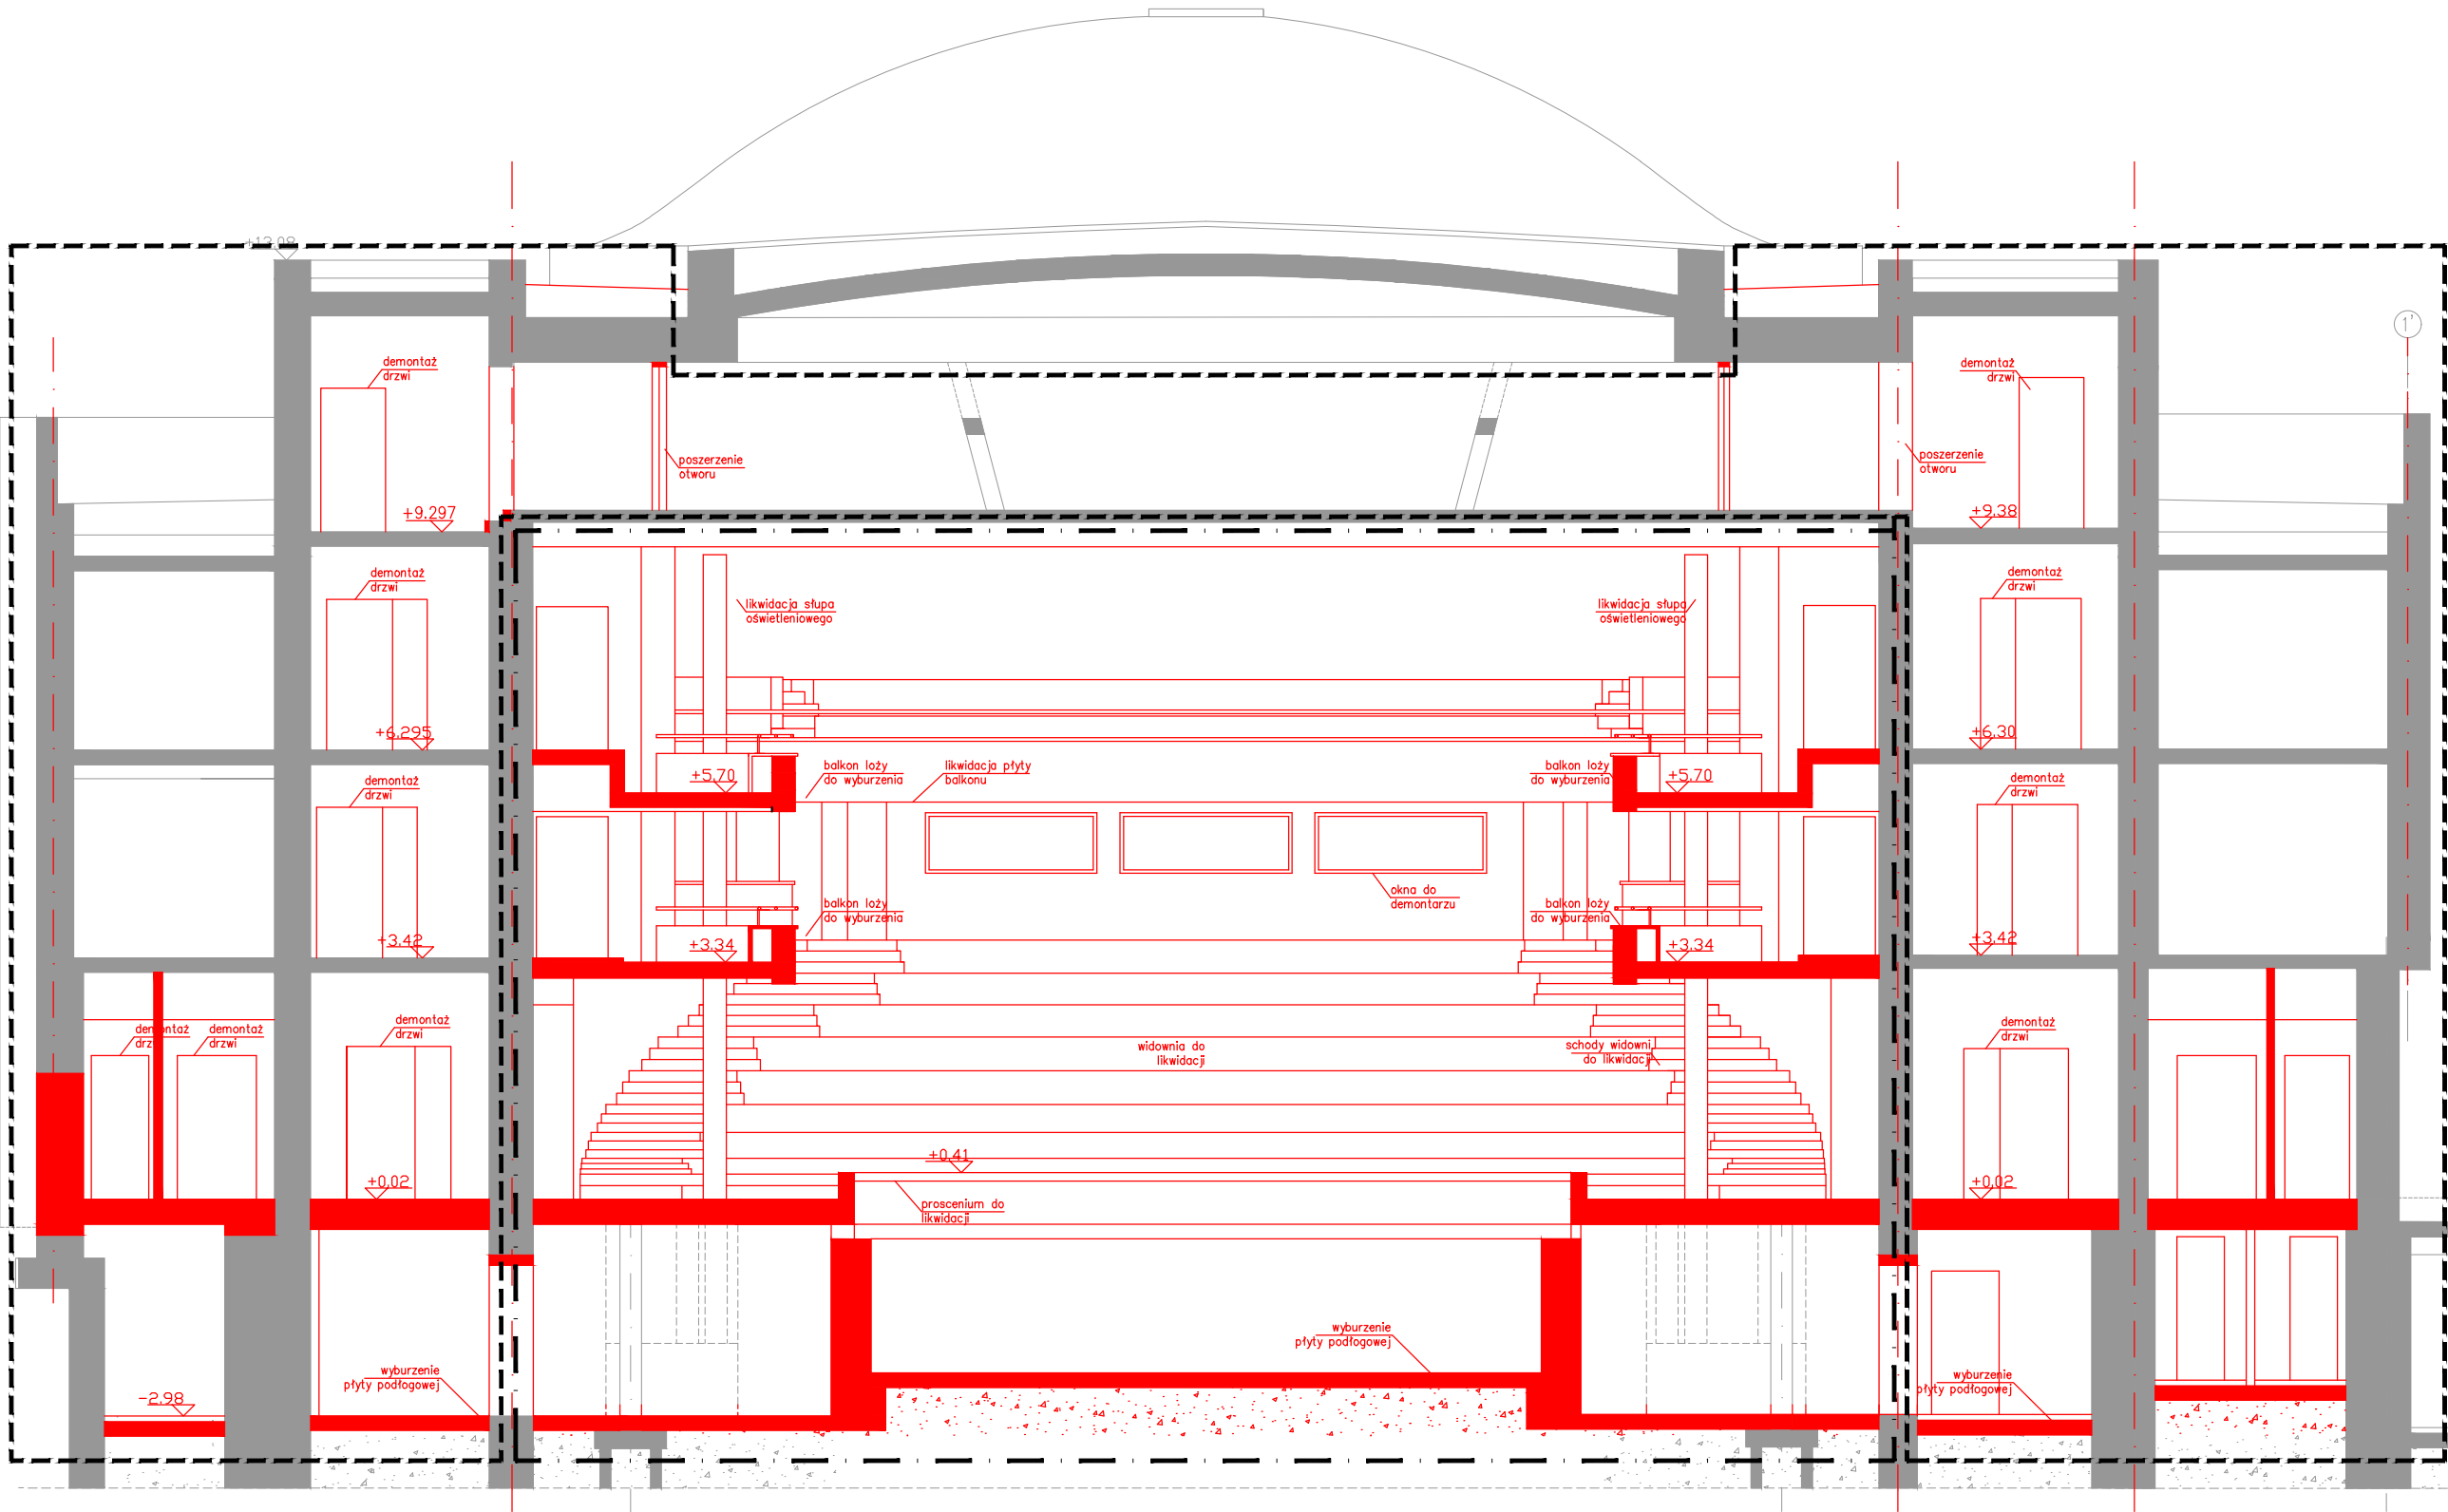 +12.08
1'
demontaż
drzwi
demontaż
drzwi
poszerzenie
otworu
poszerzenie
otworu
+9.297
+9.38
demontaż
drzwi
demontaż
drzwi
likwidacja słupa
oświetleniowego
likwidacja słupa
oświetleniowego
+6.295
+6.30
balkon loży
do wyburzenia
likwidacja płyty
balkonu
balkon loży
do wyburzenia
+5.70
+5.70
demontaż
drzwi
demontaż
drzwi
okna do
demontarzu
balkon loży
do wyburzenia
balkon loży
do wyburzenia
+3.42
+3.34
+3.34
+3.42
demontaż
drzwi
demontaż
drzwi
demontaż
drzwi
demontaż
drzwi
widownia do
likwidacji
schody widowni
do likwidacji
+0.41
+0.02
+0.02
proscenium do
likwidacji
wyburzenie
płyty podłogowej
wyburzenie
płyty podłogowej
wyburzenie
płyty podłogowej
-2.98